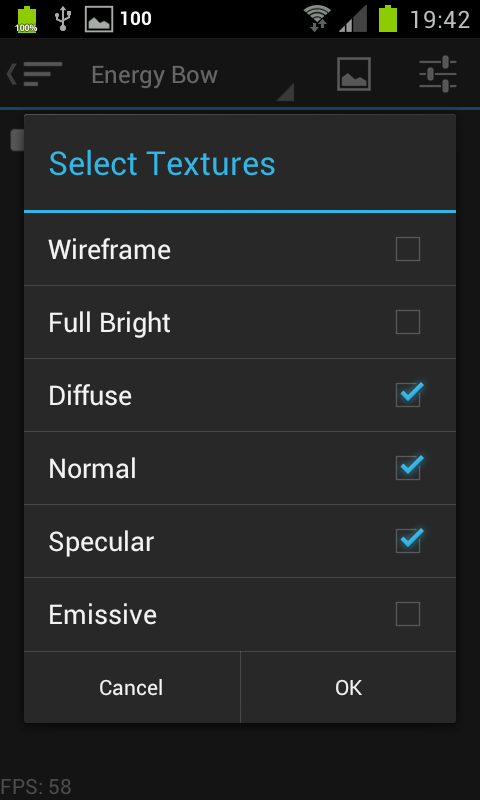 100% 100 19:42
Energy Bow
Select Textures
Wireframe
Full Bright
Diffuse
Normal
Specular
Emissive
Cancel OK
FPS: 58